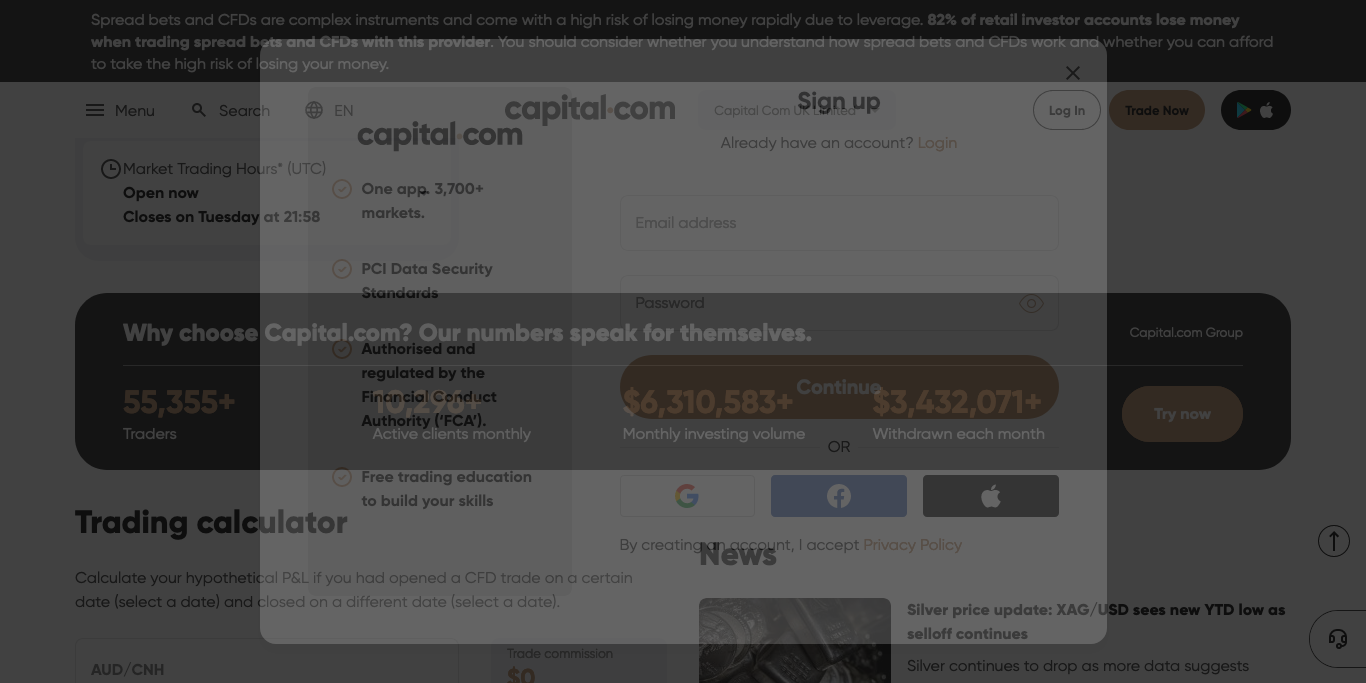 Spread bets and CFDs are complex instruments and come with a high risk of losing money rapidly due to leverage. 82% of retail investor accounts lose money
when trading spread bets and CFDs with this provider. You should consider whether you understand how spread bets and CFDs work and whether you can afford
to take the high risk of losing your money.
Menu
Search
EN
capital.com
Capital Com UK Limited
Log In
Trade Now
Market Trading Hours* (UTC)
Open now
Closes on Tuesday at 21:58
capital.com
One app. 3,700+
markets.
PCI Data Security
Standards
Authorised and
regulated by the
Financial Conduct
Authority (‘FCA’).
Free trading education
to build your skills
Sign up
Already have an account? Login
Email address
Password
Continue
OR
By creating an account, I accept Privacy Policy
Why choose Capital.com? Our numbers speak for themselves.
Capital.com Group
55,355+
Traders
10,296+
Active clients monthly
$6,310,583+
Monthly investing volume
$3,432,071+
Withdrawn each month
Try now
Trading calculator
Calculate your hypothetical P&L if you had opened a CFD trade on a certain
date (select a date) and closed on a different date (select a date).
AUD/CNH
Trade commission
$0
News
Silver price update: XAG/USD sees new YTD low as
selloff continues
Silver continues to drop as more data suggests